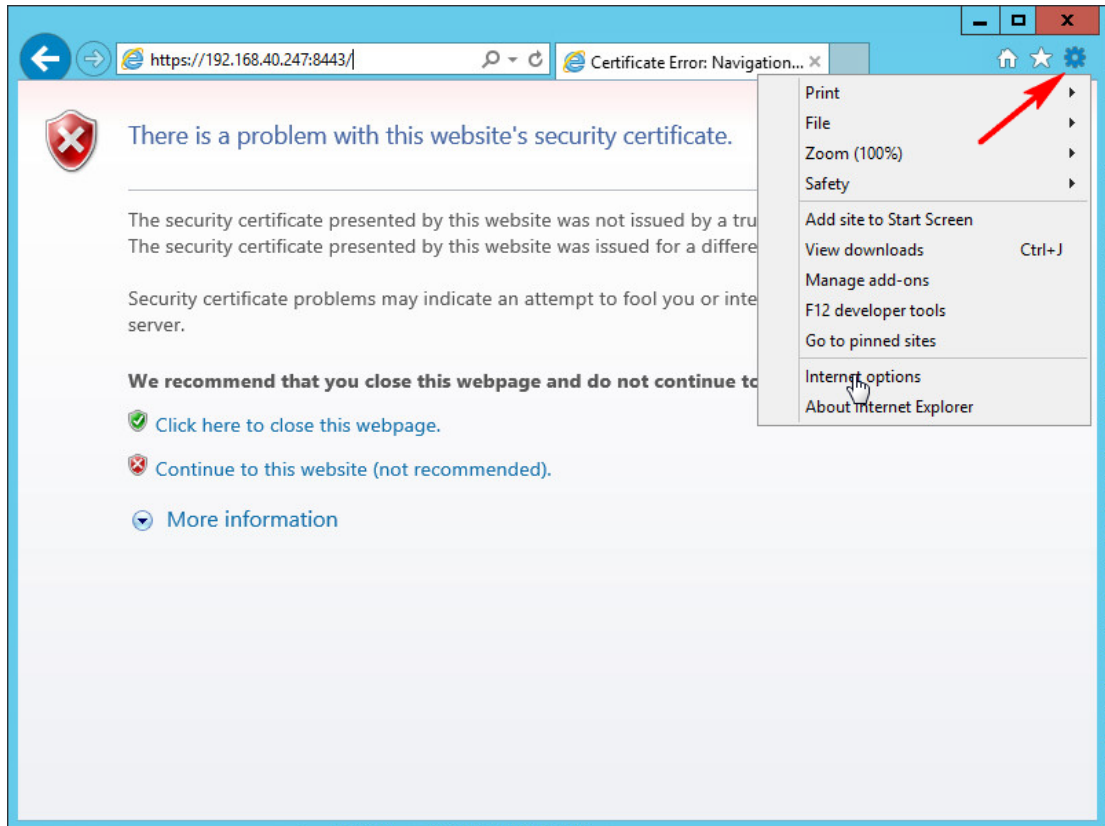 https://192.168.40.247:8443/
Certificate Error: Navigation...
There is a problem with this website's security certificate.
The security certificate presented by this website was not issued by a tru
The security certificate presented by this website was issued for a differe
Security certificate problems may indicate an attempt to fool you or inte
server.
We recommend that you close this webpage and do not continue to
Click here to close this webpage.
Continue to this website (not recommended).
More information
Print
File
Zoom (100%)
Safety
Add site to Start Screen
View downloads Ctrl+J
Manage add-ons
F12 developer tools
Go to pinned sites
Internet options
About Internet Explorer